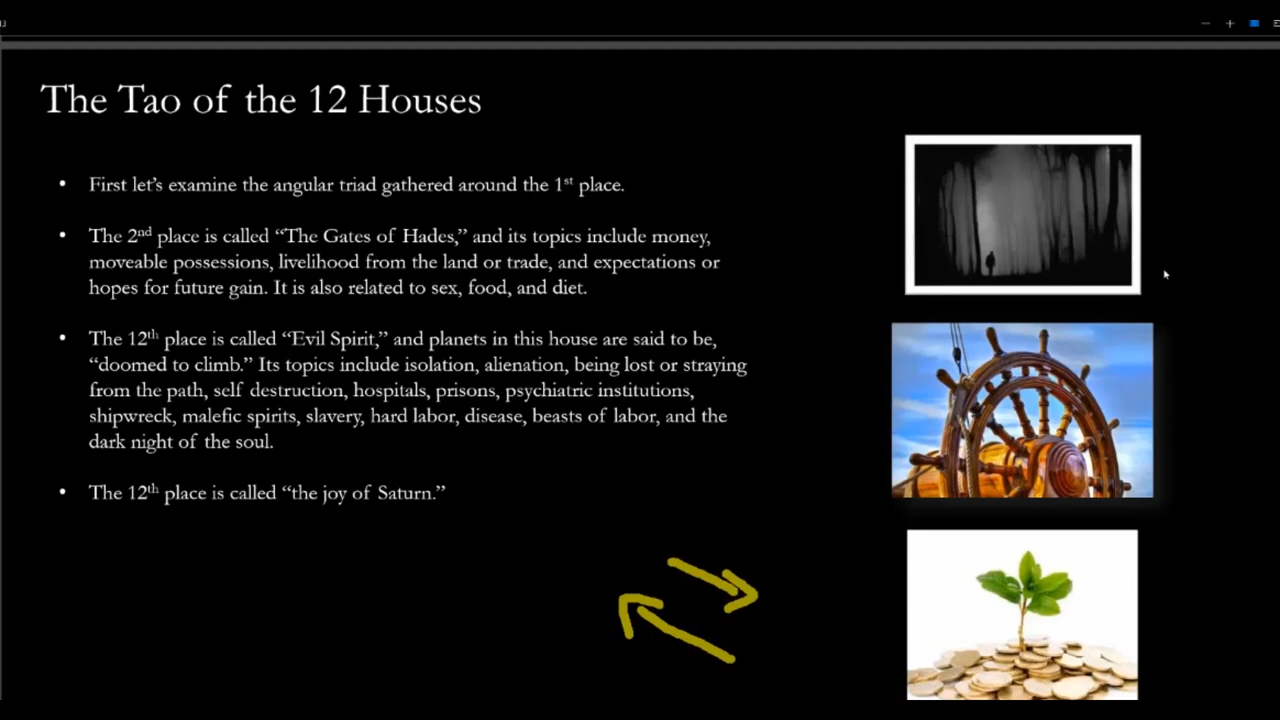 The Tao of the 12 Houses
• First let’s examine the angular triad gathered around the 1st place.
• The 2nd place is called “The Gates of Hades,” and its topics include money,
moveable possessions, livelihood from the land or trade, and expectations or
hopes for future gain. It is also related to sex, food, and diet.
• The 12th place is called “Evil Spirit,” and planets in this house are said to be,
“doomed to climb.” Its topics include isolation, alienation, being lost or straying
from the path, self destruction, hospitals, prisons, psychiatric institutions,
shipwreck, malefic spirits, slavery, hard labor, disease, beasts of labor, and the
dark night of the soul.
• The 12th place is called “the joy of Saturn.”